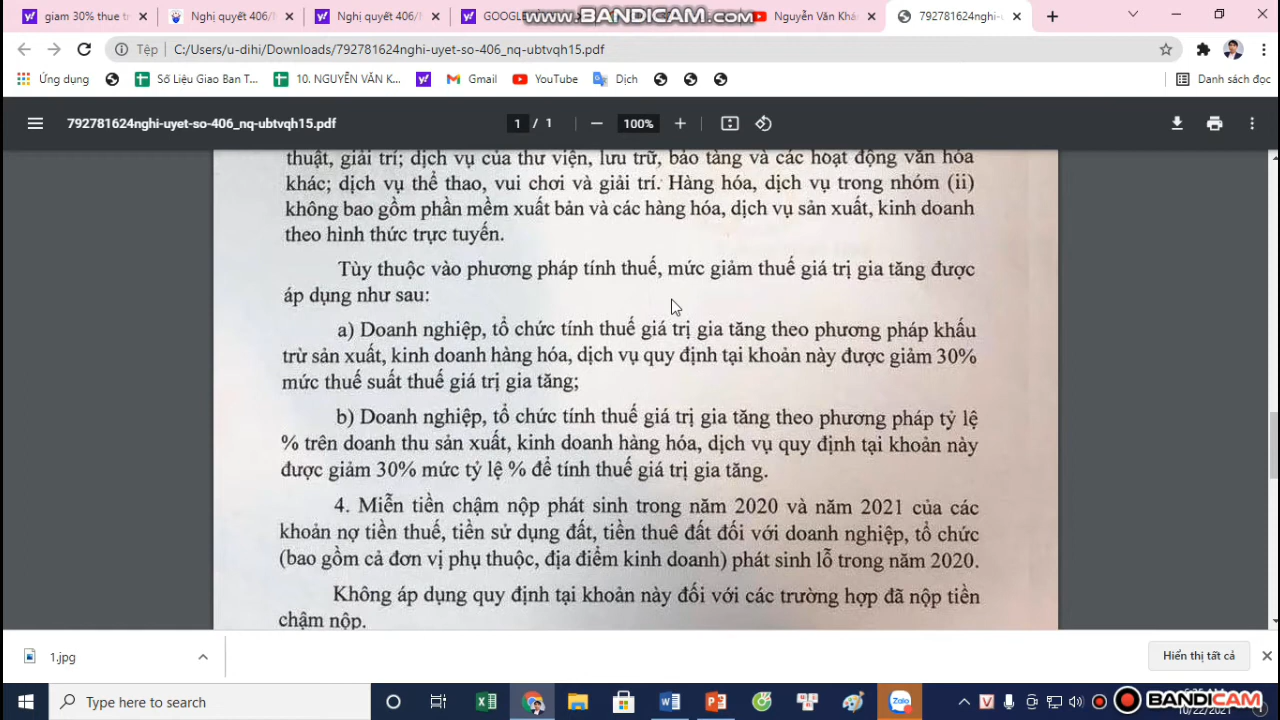 giam 30% thue t
Nghị quyết 406/
Nghị quyết 406/
GOOGLE
www.BANDICAM.com
Nguyễn Văn Khá
792781624nghi-
Tệp
C:/Users/u-dihi/Downloads/792781624nghi-uyet-so-406_nq-ubtvqh15.pdf
Ứng dụng
Số Liệu Giao Ban T...
10. NGUYỄN VĂN K...
Gmail
YouTube
Dịch
Danh sách đọc
792781624nghi-uyet-so-406_nq-ubtvqh15.pdf
1 / 1
100%
thuật, giải trí; dịch vụ của thư viện, lưu trữ, bảo tàng và các hoạt động văn hóa
khác; dịch vụ thể thao, vui chơi và giải trí. Hàng hóa, dịch vụ trong nhóm (ii)
không bao gồm phần mềm xuất bản và các hàng hóa, dịch vụ sản xuất, kinh doanh
theo hình thức trực tuyến.
Tùy thuộc vào phương pháp tính thuế, mức giảm thuế giá trị gia tăng được
áp dụng như sau:
a) Doanh nghiệp, tổ chức tính thuế giá trị gia tăng theo phương pháp khấu
trừ sản xuất, kinh doanh hàng hóa, dịch vụ quy định tại khoản này được giảm 30%
mức thuế suất thuế giá trị gia tăng;
b) Doanh nghiệp, tổ chức tính thuế giá trị gia tăng theo phương pháp tỷ lệ
% trên doanh thu sản xuất, kinh doanh hàng hóa, dịch vụ quy định tại khoản này
được giảm 30% mức tỷ lệ % để tính thuế giá trị gia tăng.
4. Miễn tiền chậm nộp phát sinh trong năm 2020 và năm 2021 của các
khoản nợ tiền thuế, tiền sử dụng đất, tiền thuê đất đối với doanh nghiệp, tổ chức
(bao gồm cả đơn vị phụ thuộc, địa điểm kinh doanh) phát sinh lỗ trong năm 2020.
Không áp dụng quy định tại khoản này đối với các trường hợp đã nộp tiền
chậm nộp.
1.jpg
Hiển thị tất cả
Type here to search
Zalo
BANDICAM
10/22/2021